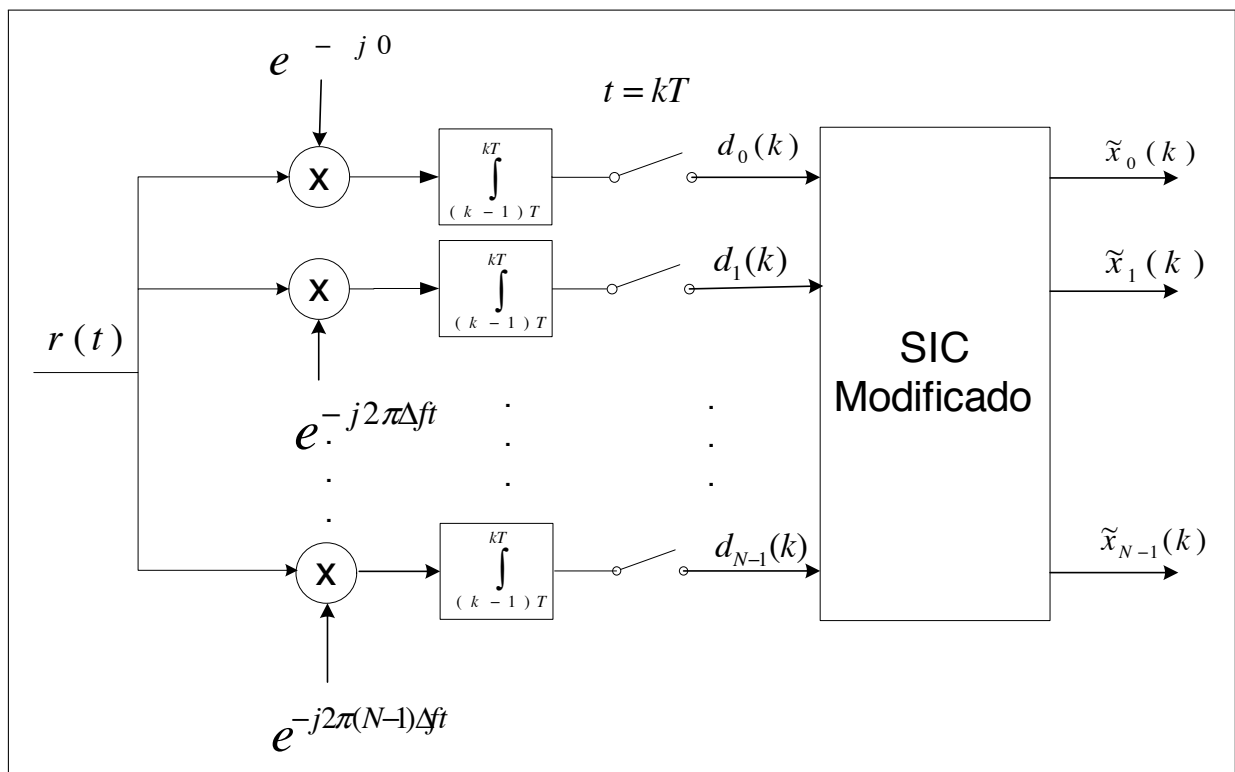 e^{- j 0}
t = kT
x ∫_{( k - 1 ) T}^{kT} d_0(k) x̃_0(k)
x ∫_{( k - 1 ) T}^{kT} d_1(k) x̃_1(k)
r(t)
e^{-j2πΔft}
SIC
Modificado
x ∫_{( k - 1 ) T}^{kT} d_{N-1}(k) x̃_{N-1}(k)
e^{-j2π(N-1)Δft}